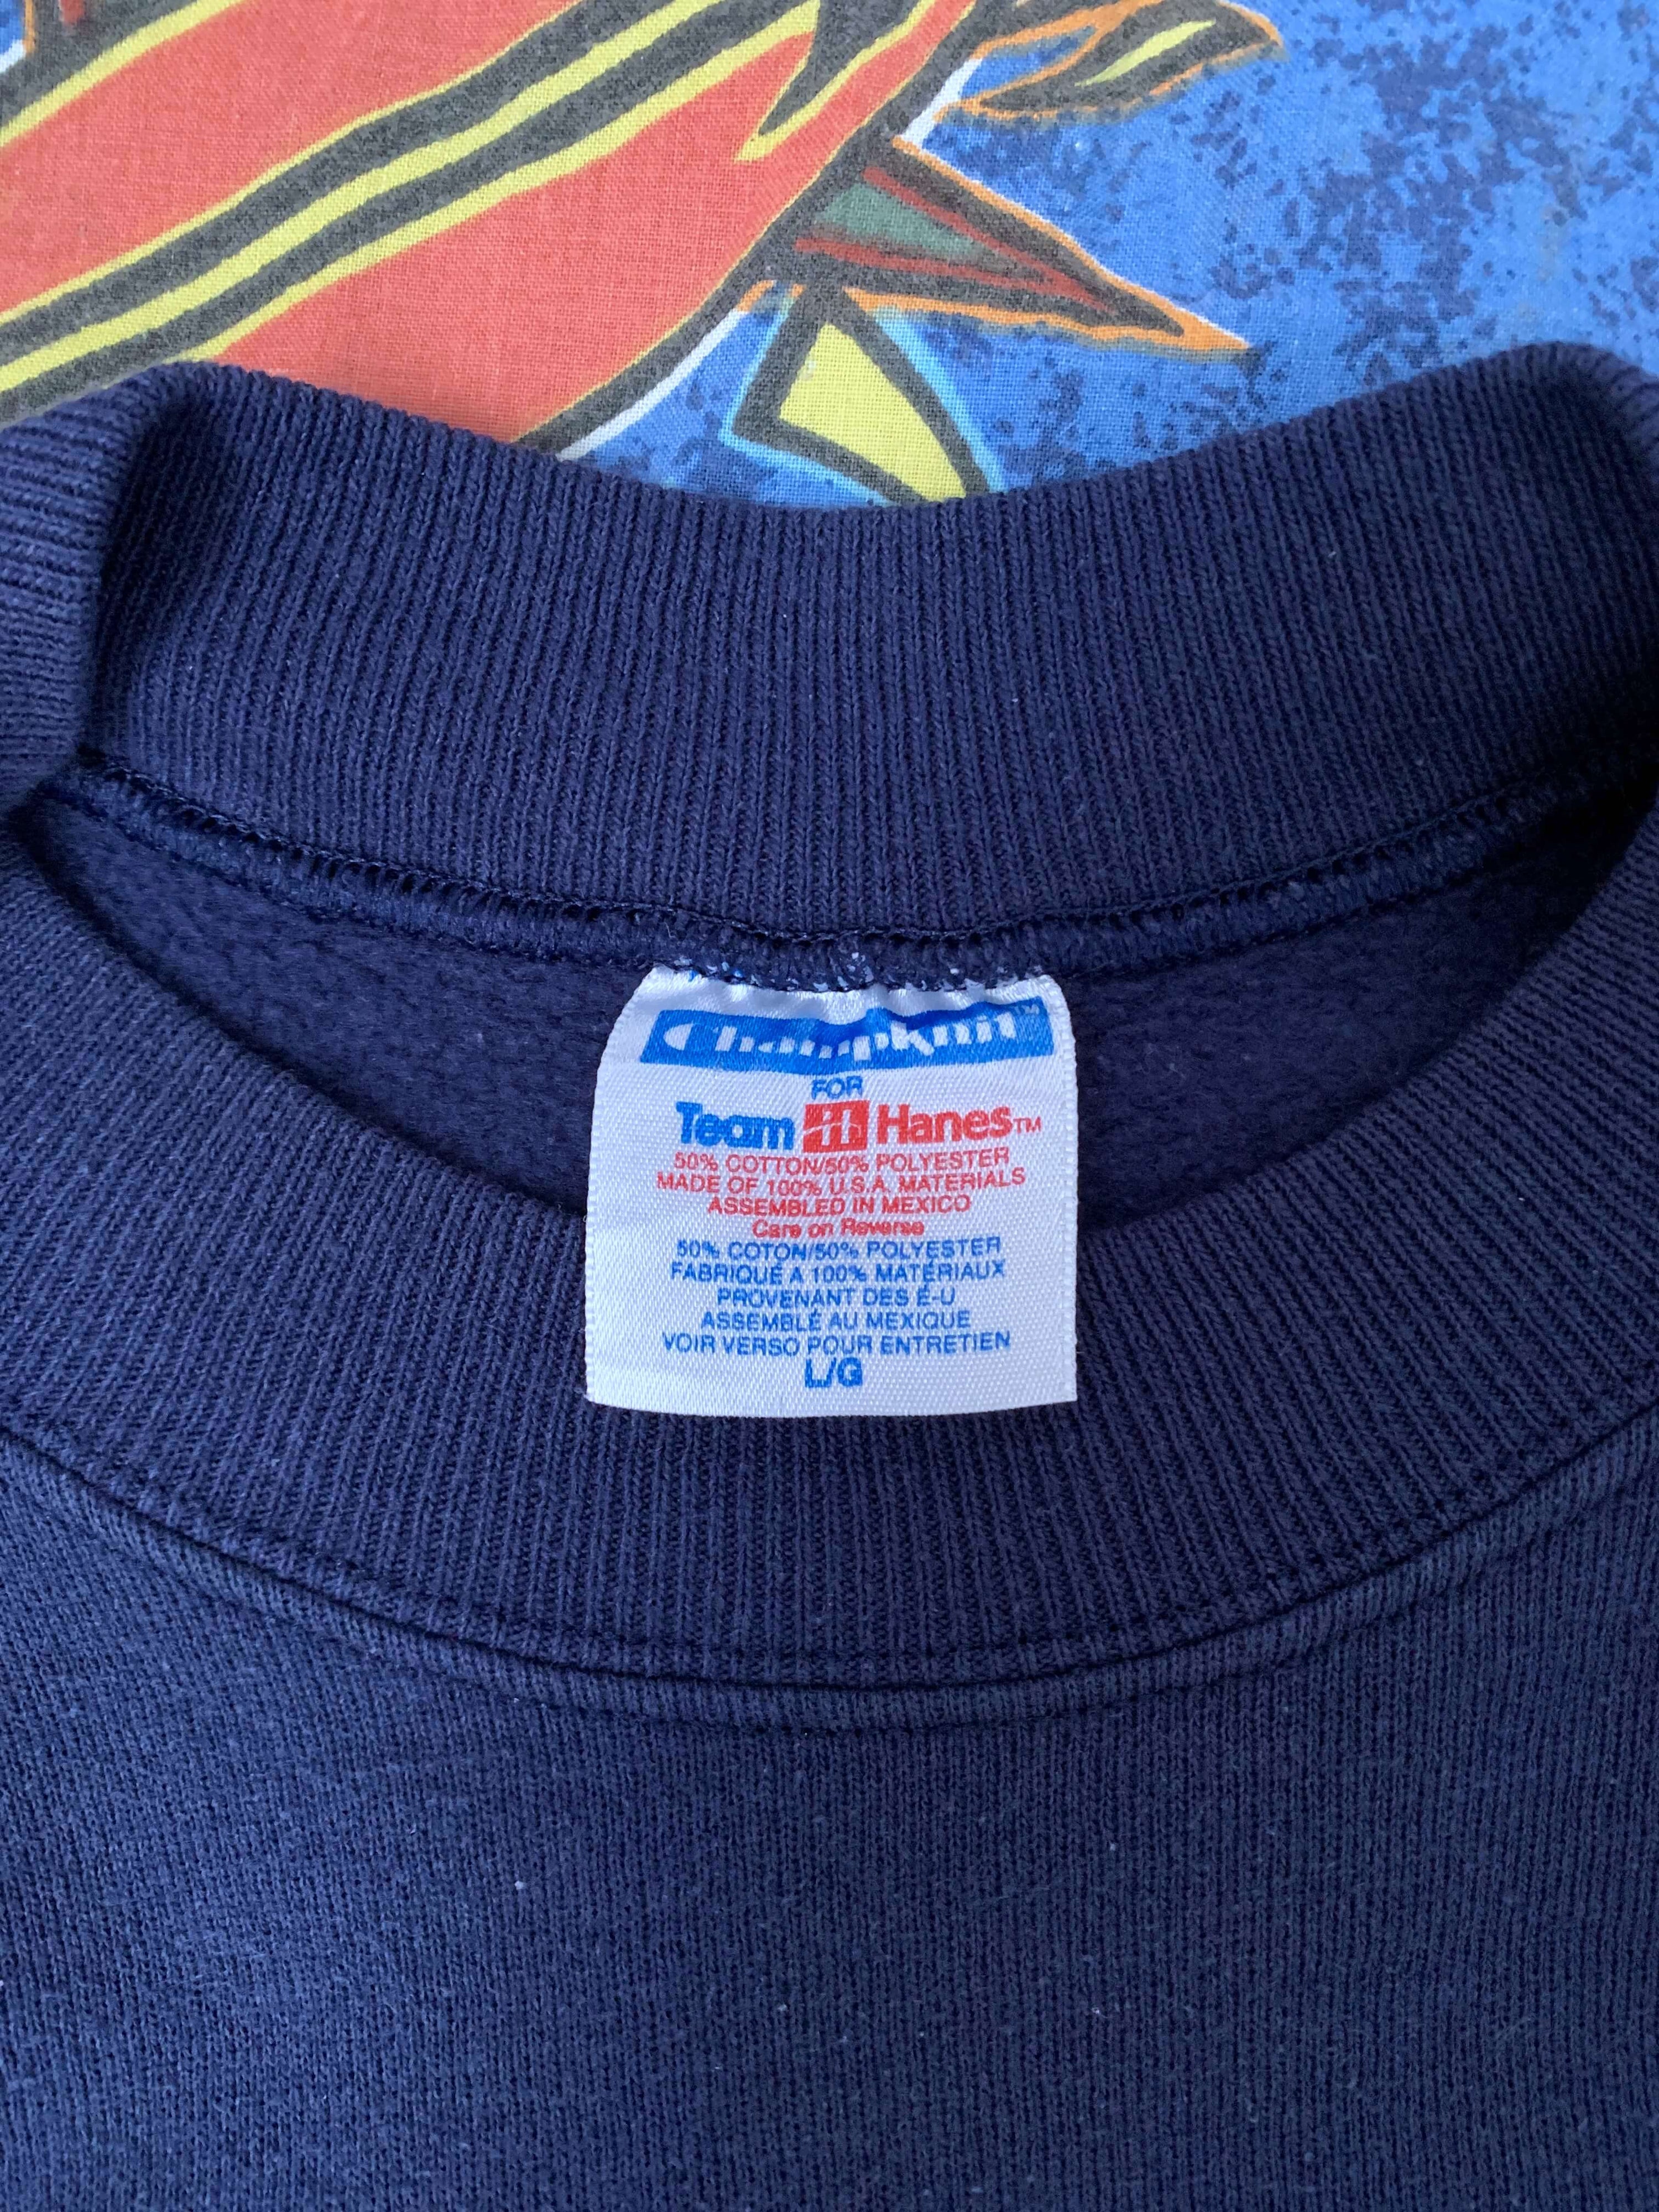 Champknit™
FOR
Team H Hanes™
50% COTTON/50% POLYESTER
MADE OF 100% U.S.A. MATERIALS
ASSEMBLED IN MEXICO
Care on Reverse
50% COTON/50% POLYESTER
FABRIQUÉ A 100% MATÉRIAUX
PROVENANT DES É-U
ASSEMBLÉ AU MEXIQUE
VOIR VERSO POUR ENTRETIEN
L/G